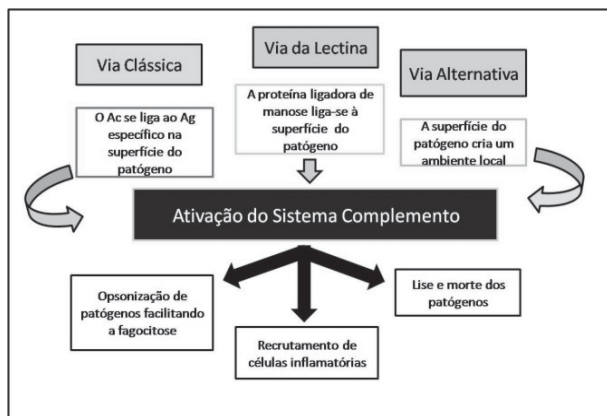 Via Clássica
Via da Lectina
Via Alternativa
O Ac se liga ao Ag
específico na
superfície do
patógeno
A proteína ligadora
de manose liga-se à
superfície do
patógeno
A superfície do
patógeno cria um
ambiente local
Ativação do Sistema Complemento
Opsonização de
patógenos facilitando
a fagocitose
Recrutamento de
células inflamatórias
Lise e morte dos
patógenos